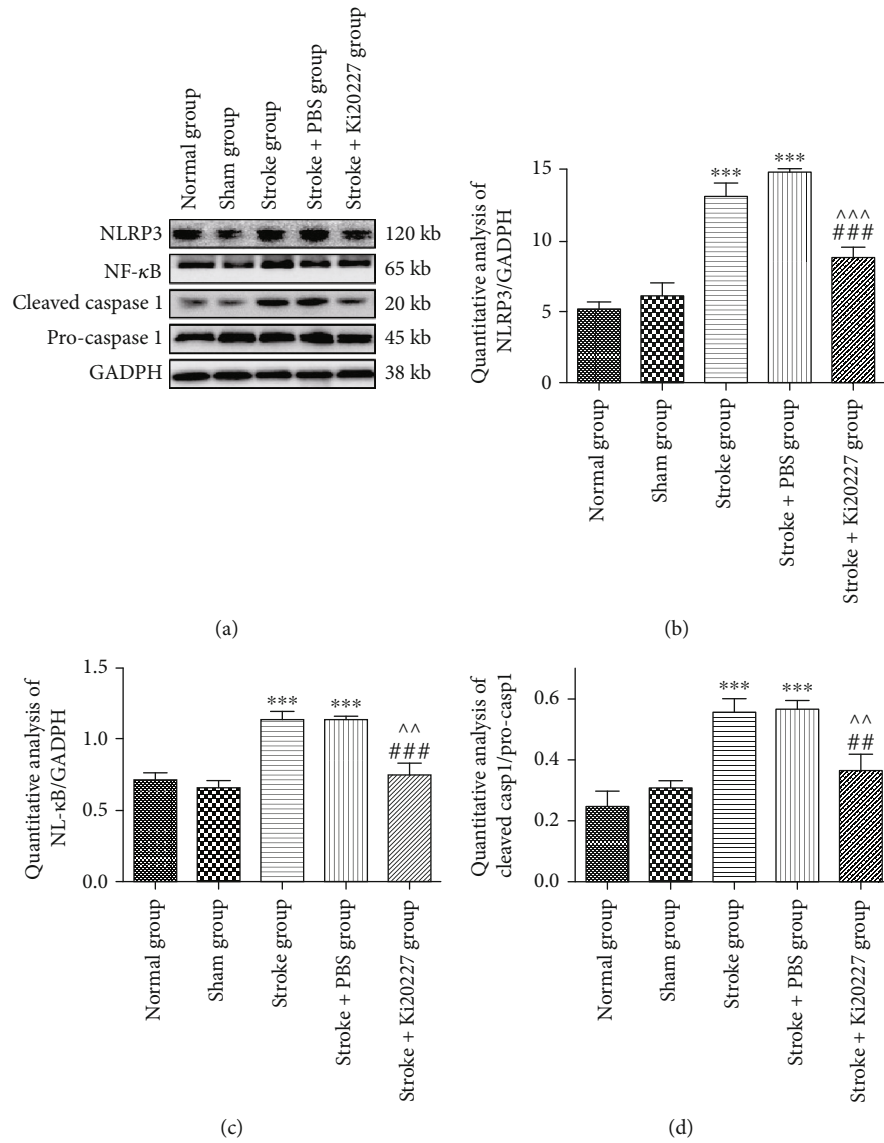 Normal group
Sham group
Stroke group
Stroke + PBS group
Stroke + Ki20227 group
NLRP3 120 kb
NF-κB 65 kb
Cleaved caspase 1 20 kb
Pro-caspase 1 45 kb
GADPH 38 kb
(a)
Quantitative analysis of
NLRP3/GADPH
15
10
5
0
***
***
^^^
###
Normal group
Sham group
Stroke group
Stroke + PBS group
Stroke + Ki20227 group
(b)
Quantitative analysis of
NL-κB/GADPH
1.5
1.0
0.5
0.0
***
***
^^
###
Normal group
Sham group
Stroke group
Stroke + PBS group
Stroke + Ki20227 group
(c)
Quantitative analysis of
cleaved casp1/pro-casp1
0.6
0.4
0.2
0.0
***
***
^^
##
Normal group
Sham group
Stroke group
Stroke + PBS group
Stroke + Ki20227 group
(d)